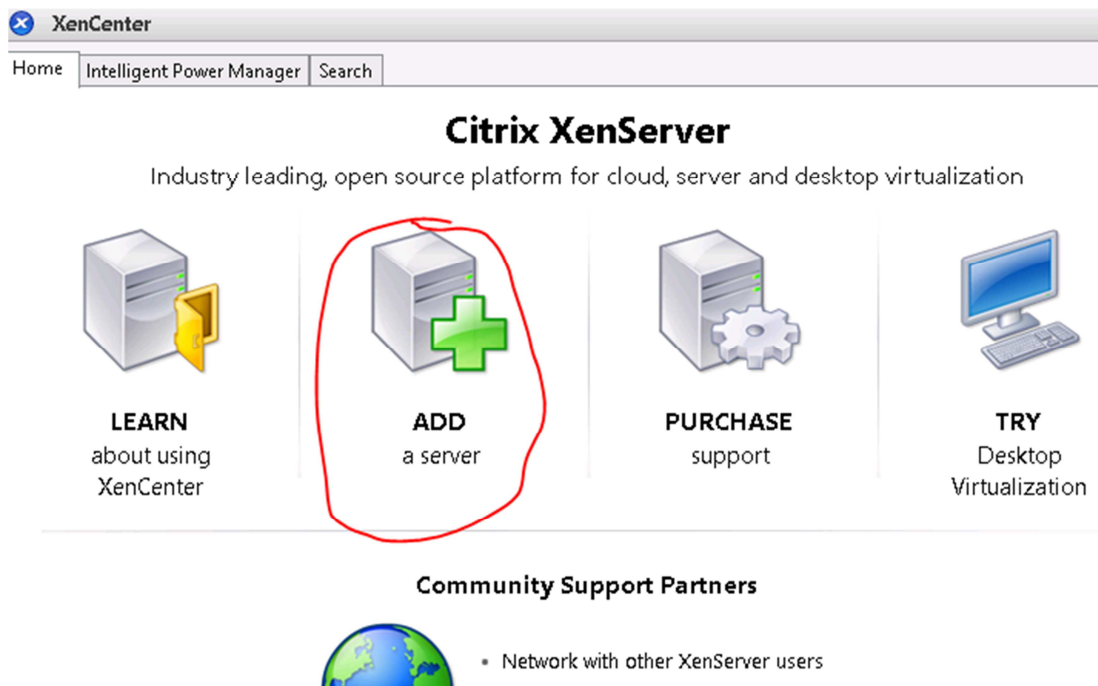 XenCenter
Home Intelligent Power Manager Search
Citrix XenServer
Industry leading, open source platform for cloud, server and desktop virtualization
LEARN
about using
XenCenter
ADD
a server
PURCHASE
support
TRY
Desktop
Virtualization
Community Support Partners
• Network with other XenServer users